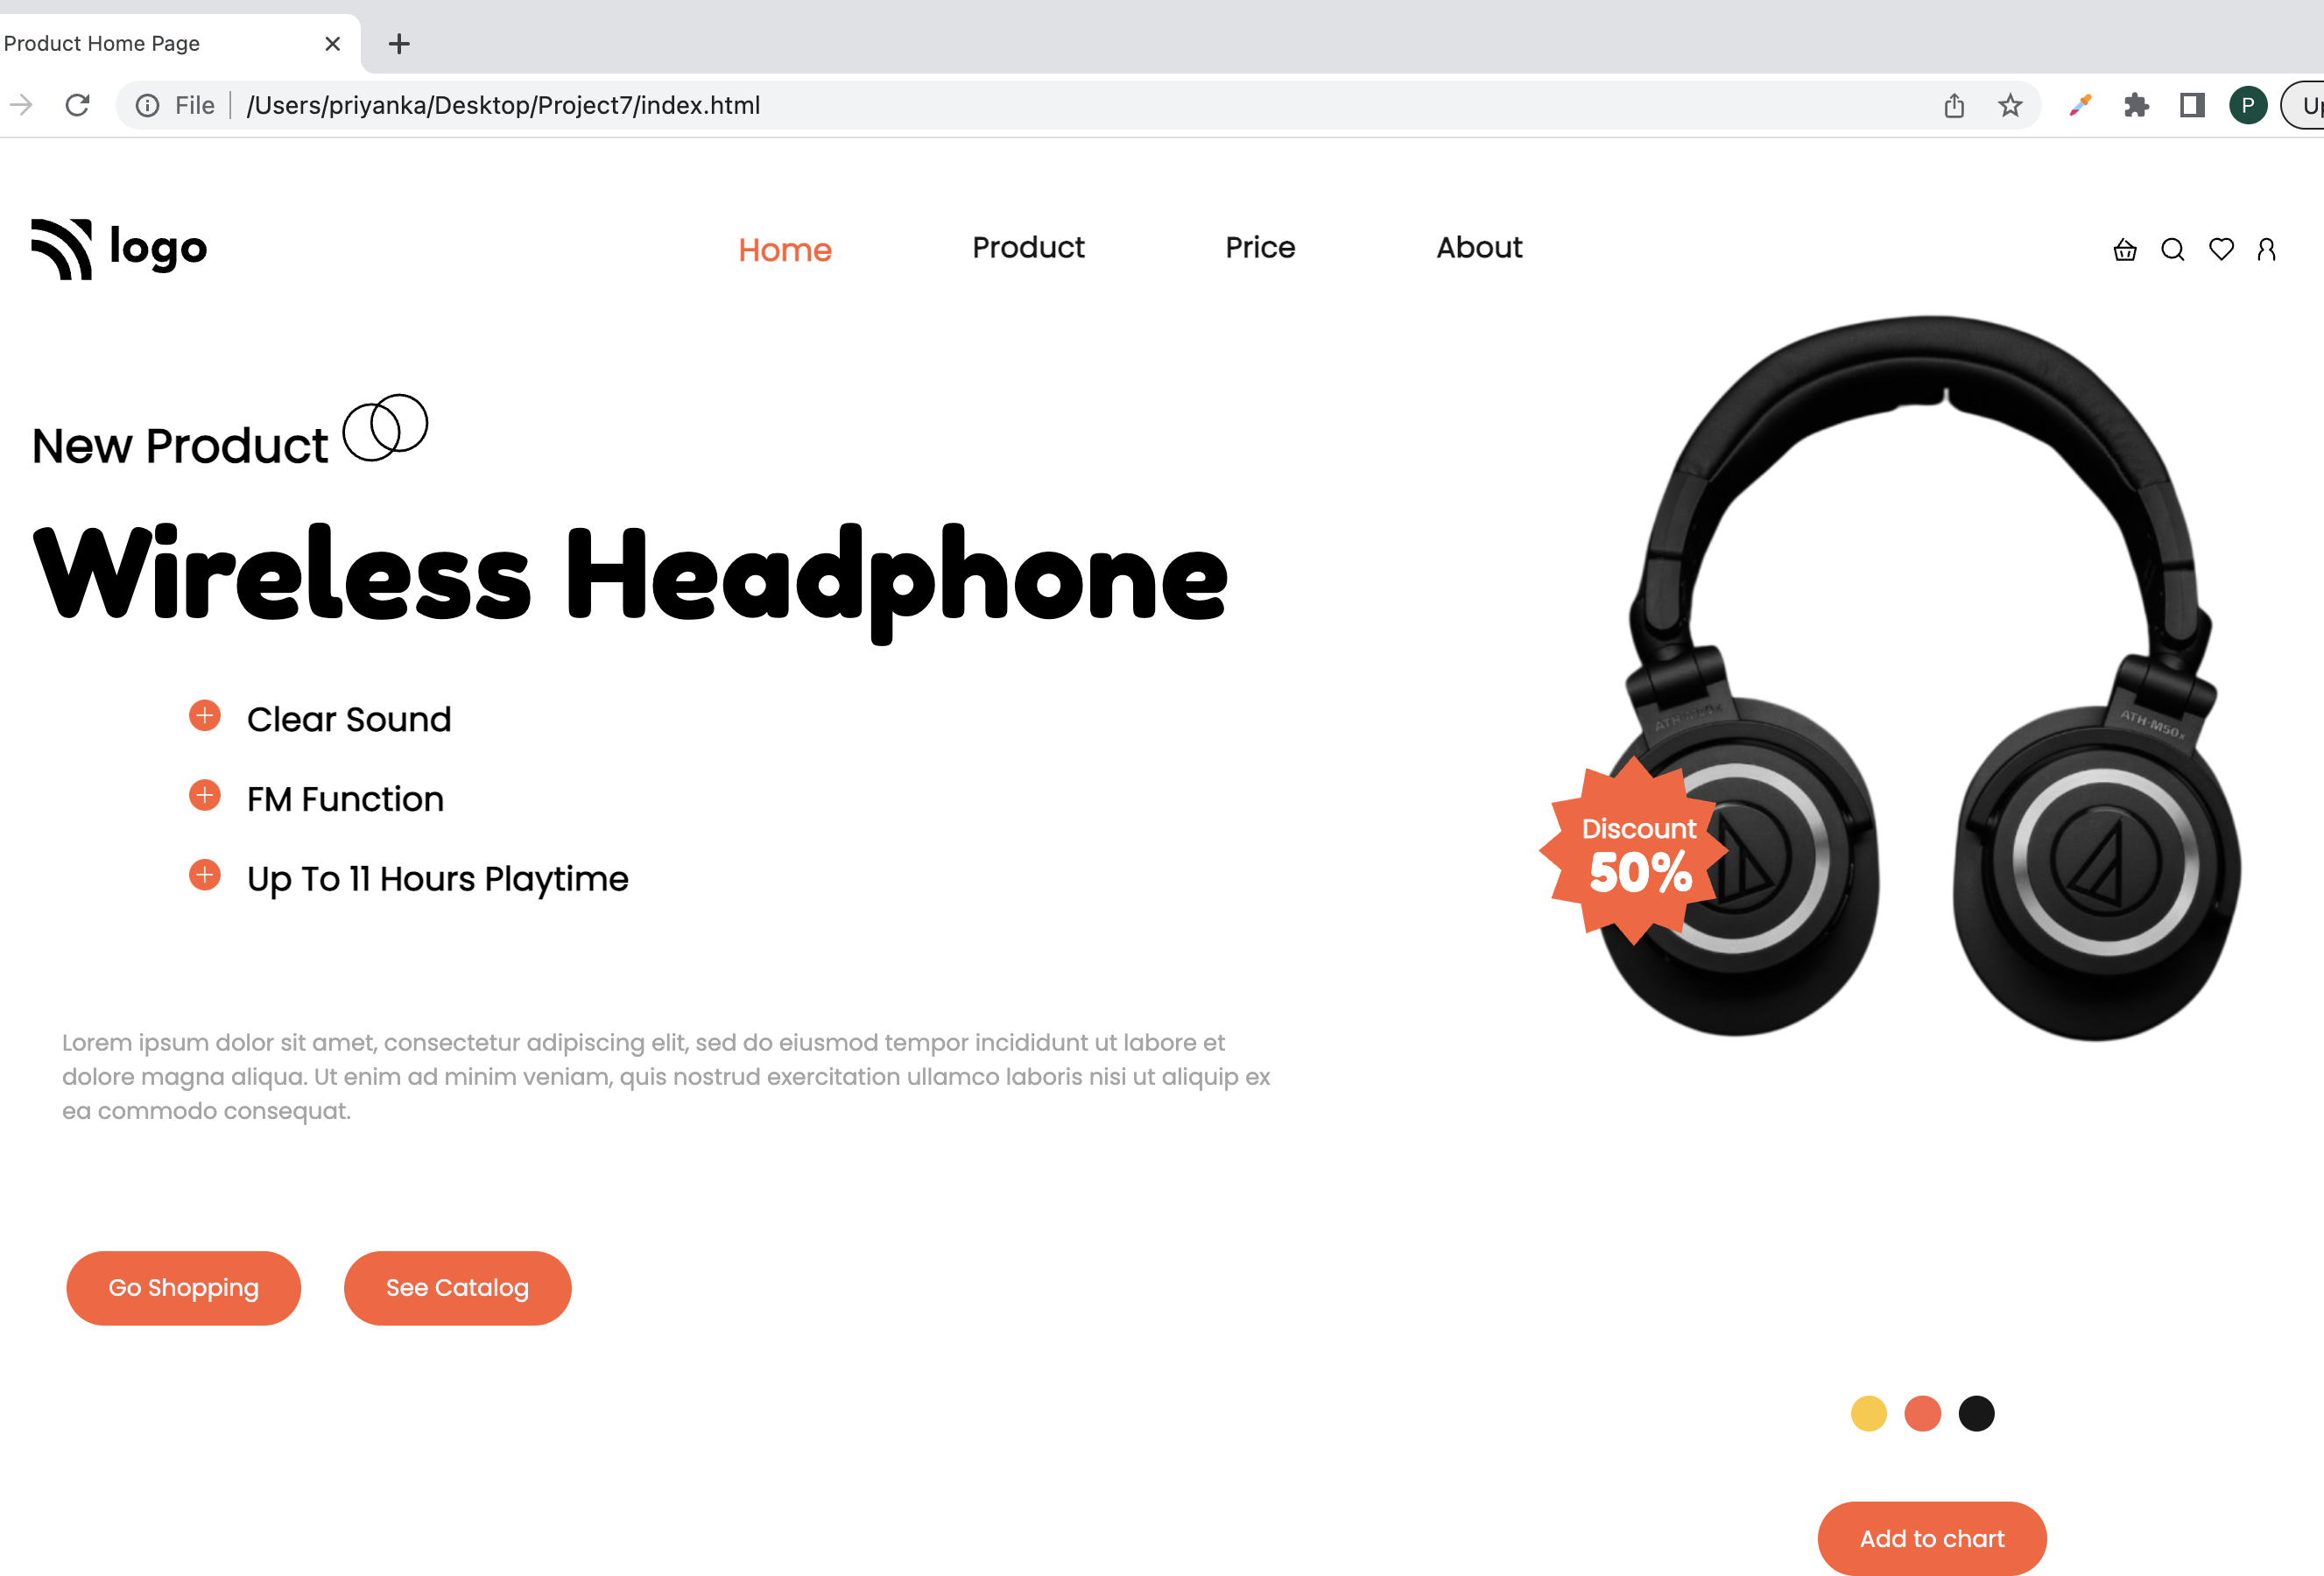 Product Home Page
File /Users/priyanka/Desktop/Project7/index.html
P
Up
logo
Home Product Price About
New Product
Wireless Headphone
Clear Sound
FM Function
Up To 11 Hours Playtime
ATH-M50x
ATH-M50x
Discount
50%
Lorem ipsum dolor sit amet, consectetur adipiscing elit, sed do eiusmod tempor incididunt ut labore et
dolore magna aliqua. Ut enim ad minim veniam, quis nostrud exercitation ullamco laboris nisi ut aliquip ex
ea commodo consequat.
Go Shopping See Catalog
Add to chart